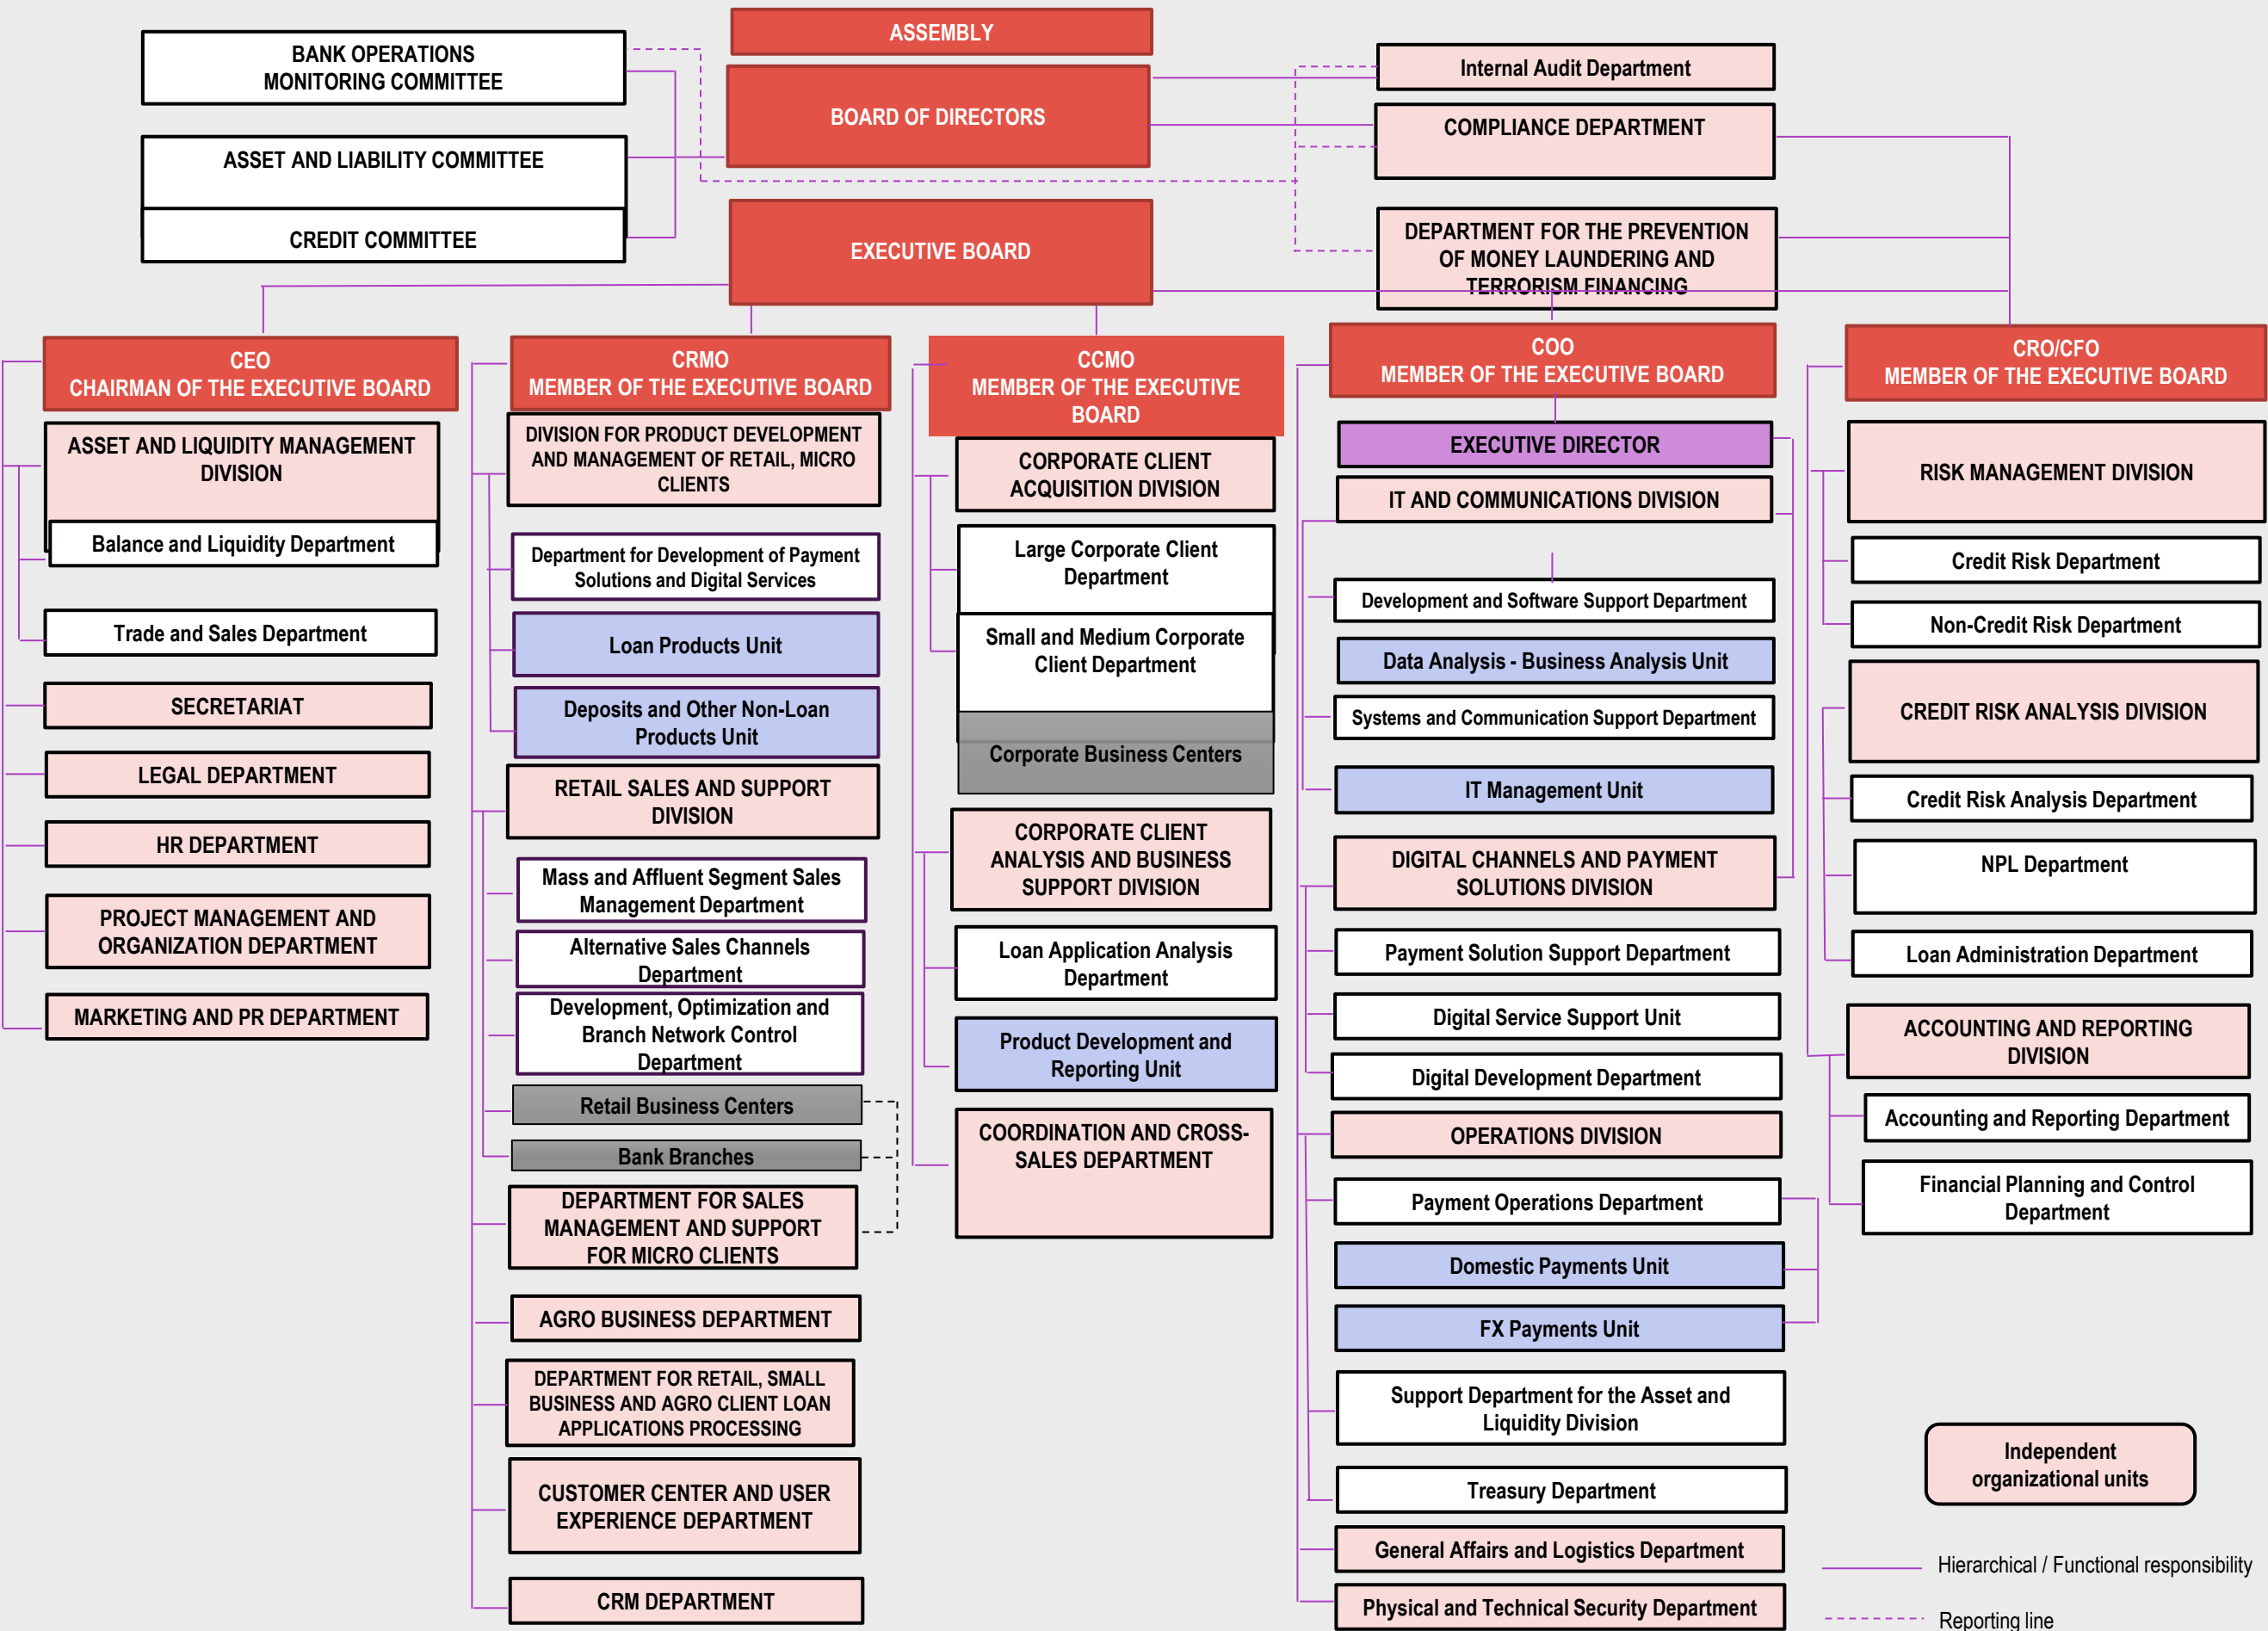 ASSEMBLY
BANK OPERATIONS
MONITORING COMMITTEE
BOARD OF DIRECTORS
Internal Audit Department
COMPLIANCE DEPARTMENT
ASSET AND LIABILITY COMMITTEE
CREDIT COMMITTEE
EXECUTIVE BOARD
DEPARTMENT FOR THE PREVENTION
OF MONEY LAUNDERING AND
TERRORISM FINANCING
CEO
CHAIRMAN OF THE EXECUTIVE BOARD
ASSET AND LIQUIDITY MANAGEMENT
DIVISION
Balance and Liquidity Department
Trade and Sales Department
SECRETARIAT
LEGAL DEPARTMENT
HR DEPARTMENT
PROJECT MANAGEMENT AND
ORGANIZATION DEPARTMENT
MARKETING AND PR DEPARTMENT
CRMO
MEMBER OF THE EXECUTIVE BOARD
DIVISION FOR PRODUCT DEVELOPMENT
AND MANAGEMENT OF RETAIL, MICRO
CLIENTS
Department for Development of Payment
Solutions and Digital Services
Loan Products Unit
Deposits and Other Non-Loan
Products Unit
RETAIL SALES AND SUPPORT
DIVISION
Mass and Affluent Segment Sales
Management Department
Alternative Sales Channels
Department
Development, Optimization and
Branch Network Control
Department
Retail Business Centers
Bank Branches
DEPARTMENT FOR SALES
MANAGEMENT AND SUPPORT
FOR MICRO CLIENTS
AGRO BUSINESS DEPARTMENT
DEPARTMENT FOR RETAIL, SMALL
BUSINESS AND AGRO CLIENT LOAN
APPLICATIONS PROCESSING
CUSTOMER CENTER AND USER
EXPERIENCE DEPARTMENT
CRM DEPARTMENT
CCMO
MEMBER OF THE EXECUTIVE
BOARD
CORPORATE CLIENT
ACQUISITION DIVISION
Large Corporate Client
Department
Small and Medium Corporate
Client Department
Corporate Business Centers
CORPORATE CLIENT
ANALYSIS AND BUSINESS
SUPPORT DIVISION
Loan Application Analysis
Department
Product Development and
Reporting Unit
COORDINATION AND CROSS-
SALES DEPARTMENT
COO
MEMBER OF THE EXECUTIVE BOARD
EXECUTIVE DIRECTOR
IT AND COMMUNICATIONS DIVISION
Development and Software Support Department
Data Analysis - Business Analysis Unit
Systems and Communication Support Department
IT Management Unit
DIGITAL CHANNELS AND PAYMENT
SOLUTIONS DIVISION
Payment Solution Support Department
Digital Service Support Unit
Digital Development Department
OPERATIONS DIVISION
Payment Operations Department
Domestic Payments Unit
FX Payments Unit
Support Department for the Asset and
Liquidity Division
Treasury Department
General Affairs and Logistics Department
Physical and Technical Security Department
CRO/CFO
MEMBER OF THE EXECUTIVE BOARD
RISK MANAGEMENT DIVISION
Credit Risk Department
Non-Credit Risk Department
CREDIT RISK ANALYSIS DIVISION
Credit Risk Analysis Department
NPL Department
Loan Administration Department
ACCOUNTING AND REPORTING
DIVISION
Accounting and Reporting Department
Financial Planning and Control
Department
Independent
organizational units
Hierarchical / Functional responsibility
Reporting line